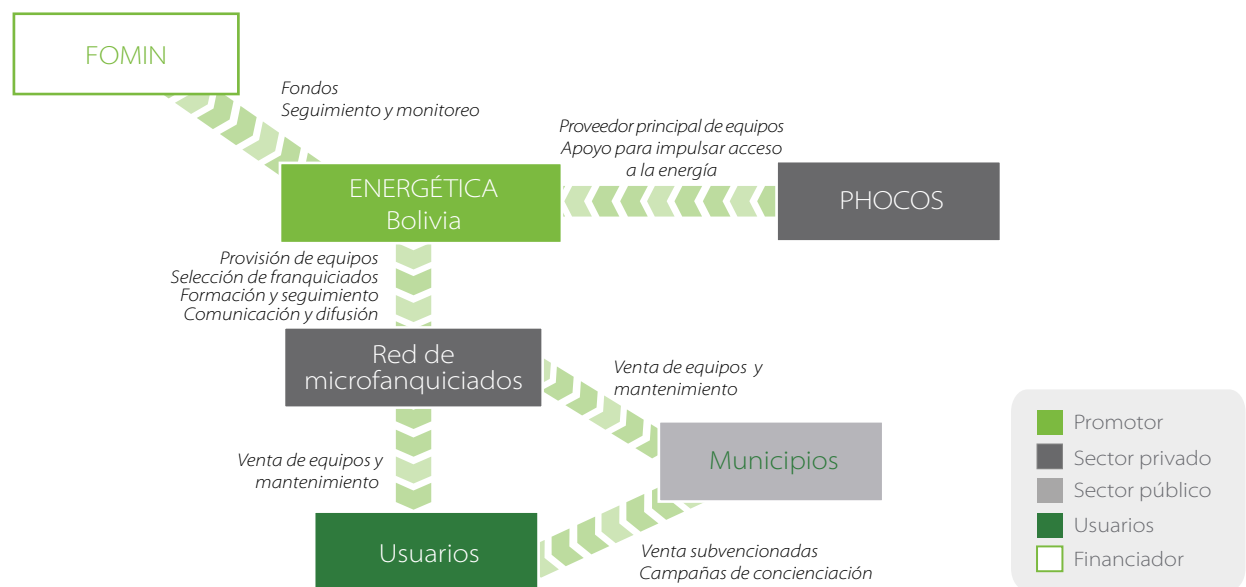 FOMIN
Fondos
Seguimiento y monitoreo
Proveedor principal de equipos
Apoyo para impulsar acceso
a la energía
ENERGÉTICA
Bolivia
PHOCOS
Provisión de equipos
Selección de franquiciados
Formación y seguimiento
Comunicación y difusión
Red de
microfanquiciados
Venta de equipos y
mantenimiento
Venta de equipos y
mantenimiento
Municipios
Usuarios
Venta subvencionadas
Campañas de concienciación
Promotor
Sector privado
Sector público
Usuarios
Financiador